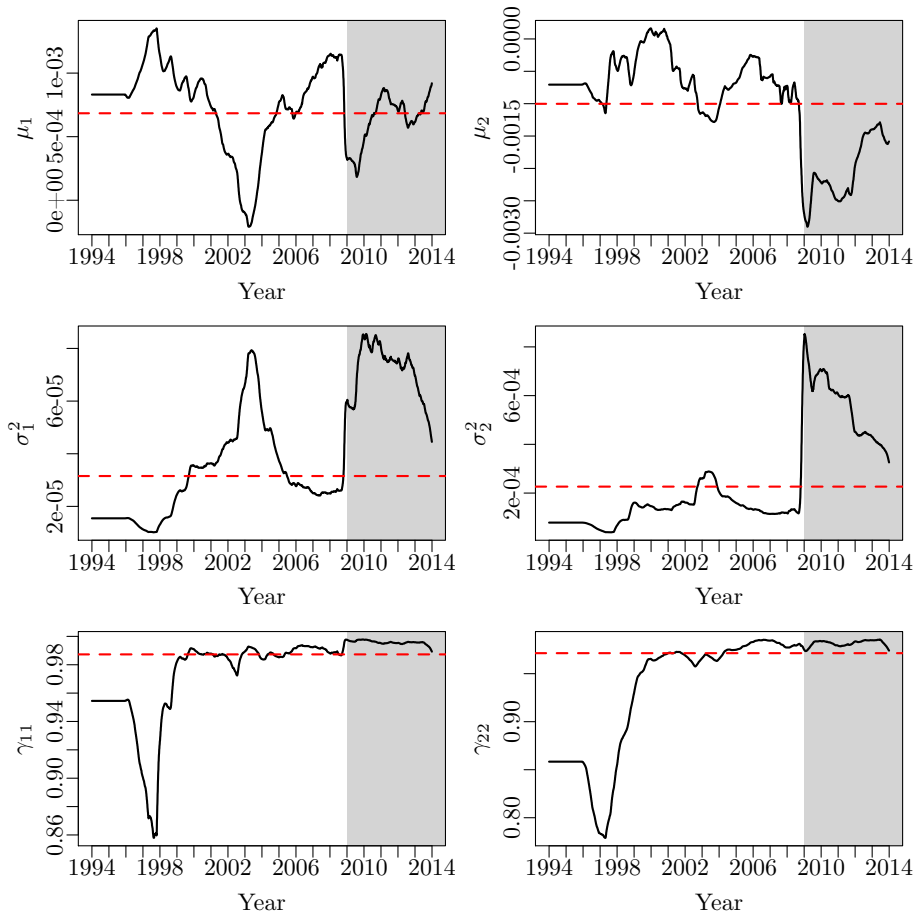 μ₁
0e+00 5e-04 1e-03
1994 1998 2002 2006 2010 2014
Year
μ₂
-0.0030 -0.0015 0.0000
1994 1998 2002 2006 2010 2014
Year
σ₁²
2e-05 6e-05
1994 1998 2002 2006 2010 2014
Year
σ₂²
2e-04 6e-04
1994 1998 2002 2006 2010 2014
Year
γ₁₁
0.86 0.90 0.94 0.98
1994 1998 2002 2006 2010 2014
Year
γ₂₂
0.80 0.90
1994 1998 2002 2006 2010 2014
Year